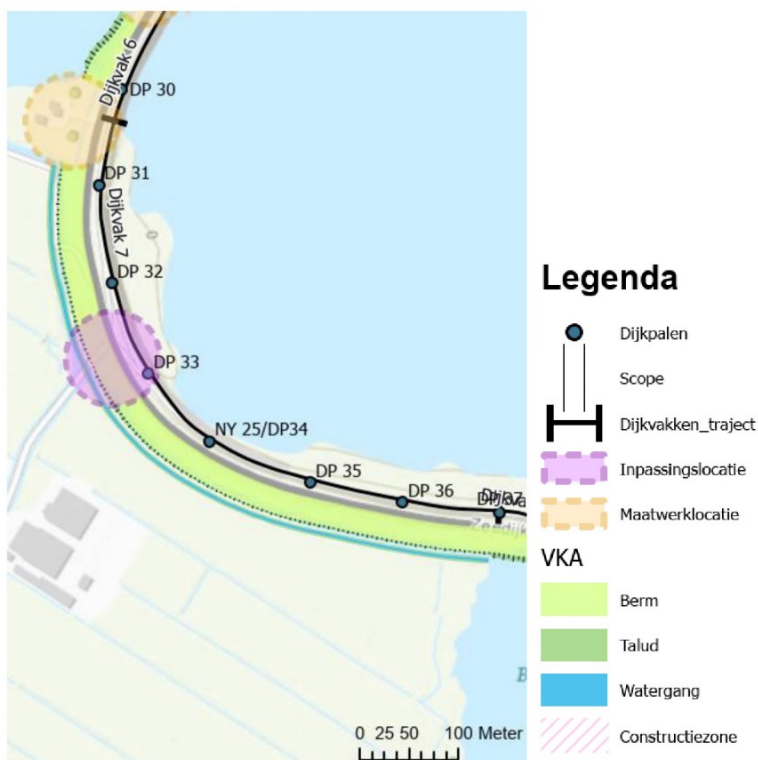 Dijkvak 6
DP 30
DP 31
Dijkvak 7
DP 32
DP 33
NY 25/DP34
DP 35
DP 36
Zeedijk
B
0 25 50 100 Meter
Legenda
Dijkpalen
Scope
Dijkvakken_traject
Inpassingslocatie
Maatwerklocatie
VKA
Berm
Talud
Watergang
Constructiezone